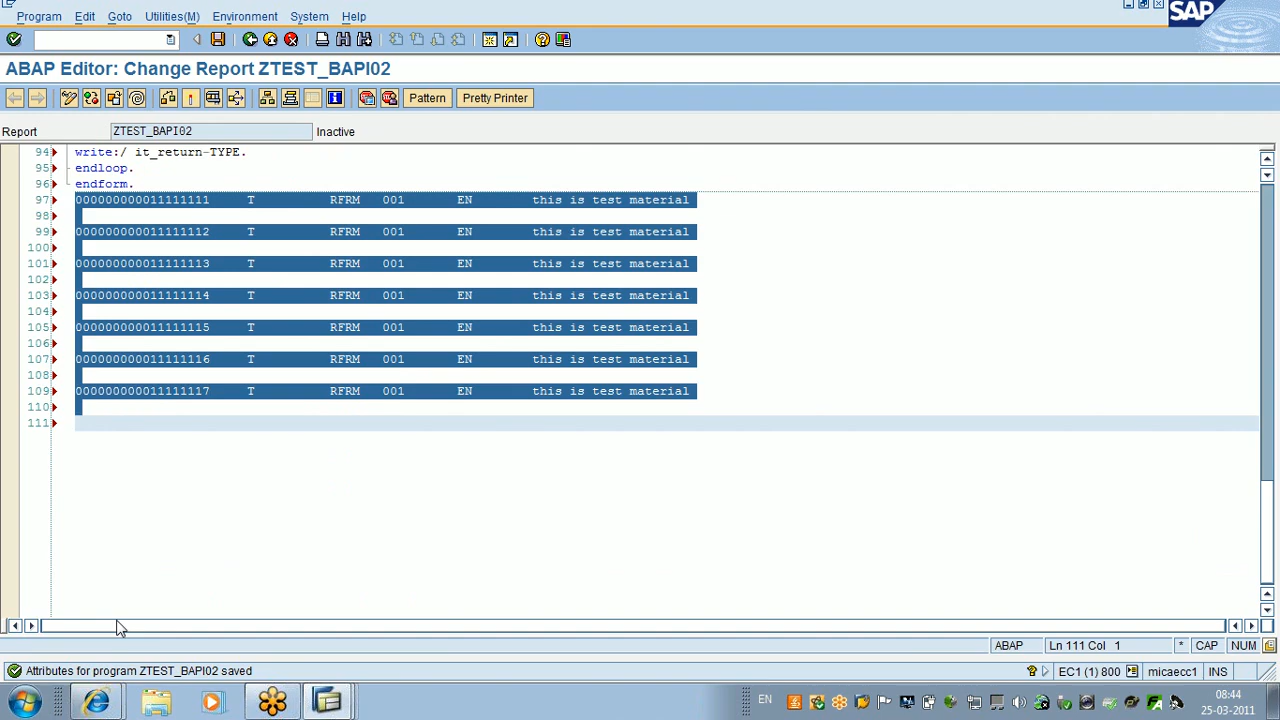 Program Edit Goto Utilities(M) Environment System Help
SAP
ABAP Editor: Change Report ZTEST_BAPI02
Pattern Pretty Printer
Report ZTEST_BAPI02 Inactive
94 write:/ it_return-TYPE.
95 endloop.
96 endform.
97 000000000011111111 T RFRM 001 EN this is test material
98
99 000000000011111112 T RFRM 001 EN this is test material
100
101 000000000011111113 T RFRM 001 EN this is test material
102
103 000000000011111114 T RFRM 001 EN this is test material
104
105 000000000011111115 T RFRM 001 EN this is test material
106
107 000000000011111116 T RFRM 001 EN this is test material
108
109 000000000011111117 T RFRM 001 EN this is test material
110
111
ABAP Ln 111 Col 1 * CAP NUM
Attributes for program ZTEST_BAPI02 saved EC1 (1) 800 micaecc1 INS
EN 08:44
25-03-2011